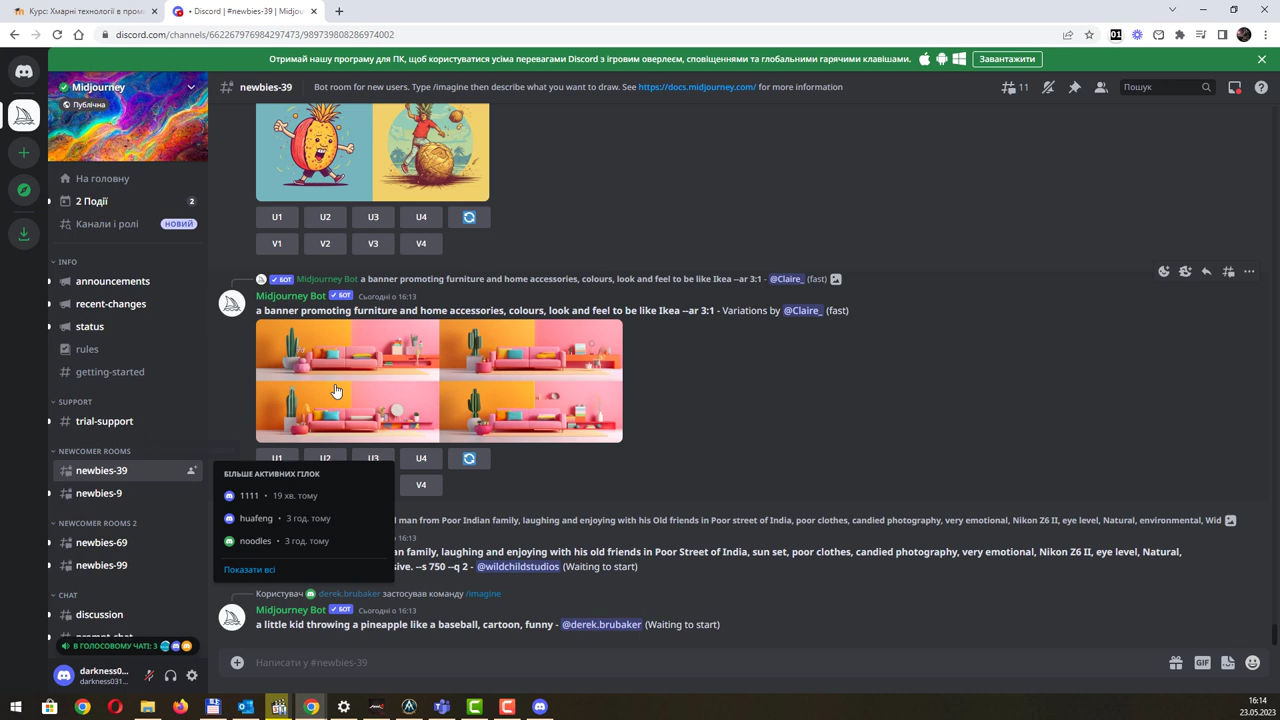 Курс: Хмарні технології в пром
• Discord | #newbies-39 | Midjou
discord.com/channels/662267976984297473/989739808286974002
Отримай нашу програму для ПК, щоб користуватися усіма перевагами Discord з ігровим оверлеєм, сповіщеннями та глобальними гарячими клавішами.
Завантажити
Midjourney
Публічна
newbies-39
Bot room for new users. Type /imagine then describe what you want to draw. See https://docs.midjourney.com/ for more information
11
Пошук
На головну
2 Події
2
Канали і ролі
НОВИЙ
INFO
announcements
recent-changes
status
rules
getting-started
SUPPORT
trial-support
NEWCOMER ROOMS
newbies-39
newbies-9
NEWCOMER ROOMS 2
newbies-69
newbies-99
CHAT
discussion
prompt-chat
В ГОЛОСОВОМУ ЧАТІ: 3
darkness0...
darkness031...
U1 U2 U3 U4
V1 V2 V3 V4
БОТ Midjourney Bot a banner promoting furniture and home accessories, colours, look and feel to be like Ikea --ar 3:1 - @Claire_ (fast)
Midjourney Bot БОТ Сьогодні о 16:13
a banner promoting furniture and home accessories, colours, look and feel to be like Ikea --ar 3:1 - Variations by @Claire_ (fast)
U1 U2 U3 U4
V4
БІЛЬШЕ АКТИВНИХ ГІЛОК
1111 • 19 хв. тому
huafeng • 3 год. тому
noodles • 3 год. тому
Показати всі
man from Poor Indian family, laughing and enjoying with his Old friends in Poor street of India, poor clothes, candied photography, very emotional, Nikon Z6 II, eye level, Natural, environmental, Wid
о 16:13
an family, laughing and enjoying with his old friends in Poor Street of India, sun set, poor clothes, candied photography, very emotional, Nikon Z6 II, eye level, Natural,
sive. --s 750 --q 2 - @wildchildstudios (Waiting to start)
Користувач derek.brubaker застосував команду /imagine
Midjourney Bot БОТ Сьогодні о 16:13
a little kid throwing a pineapple like a baseball, cartoon, funny - @derek.brubaker (Waiting to start)
Написати у #newbies-39
GIF
16:14
23.05.2023